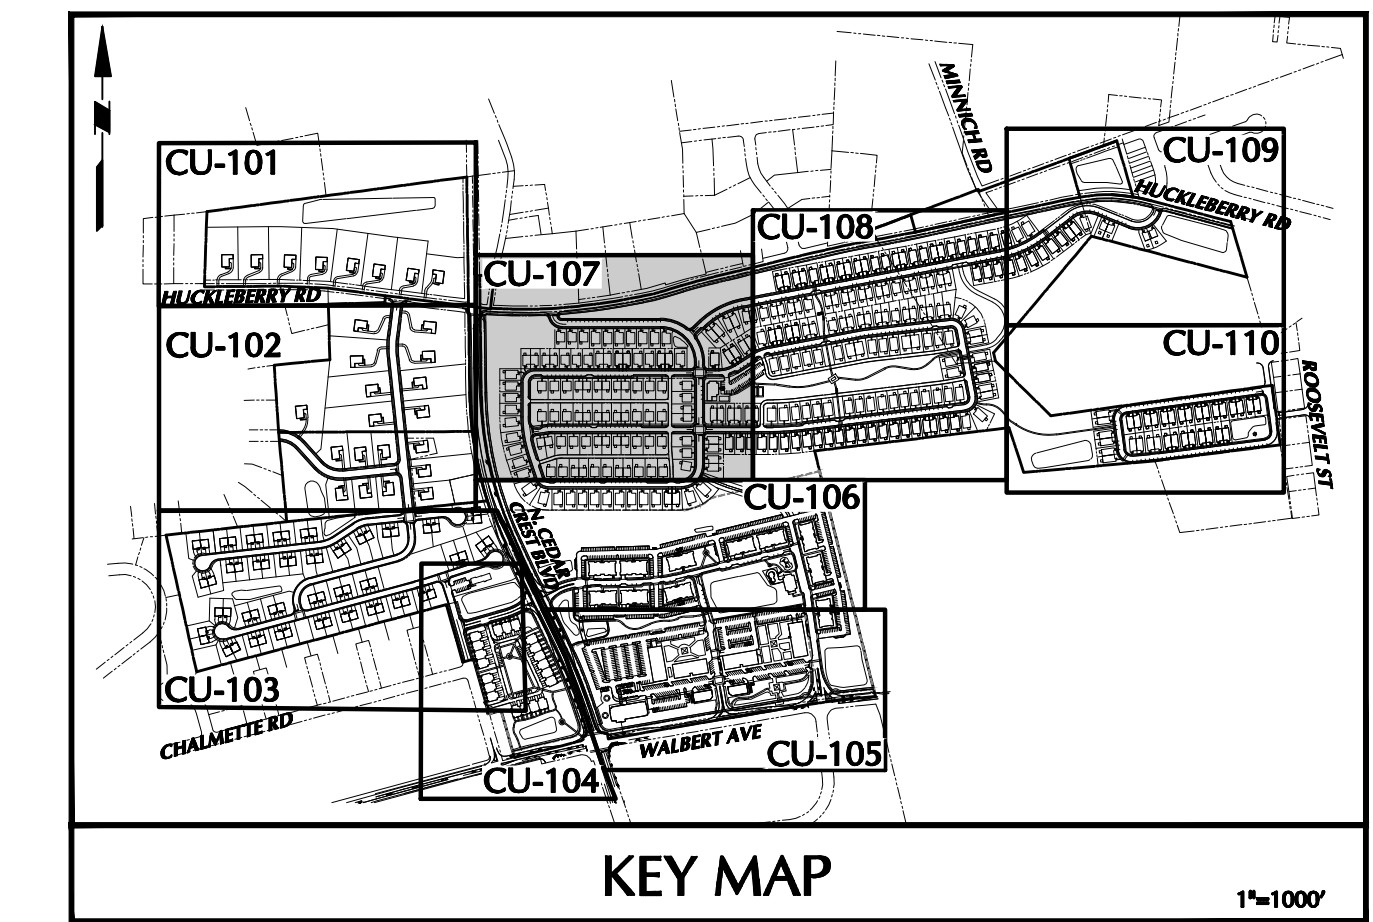 MINNICH RD
CU-101
CU-109
HUCKLEBERRY RD
CU-108
CU-107
HUCKLEBERRY RD
CU-102
CU-110
ROOSEVELT ST
CU-106
N. CEDAR
CREST BLVD
CU-103
CHALMETTE RD
WALBERT AVE
CU-105
CU-104
KEY MAP
1"=1000'